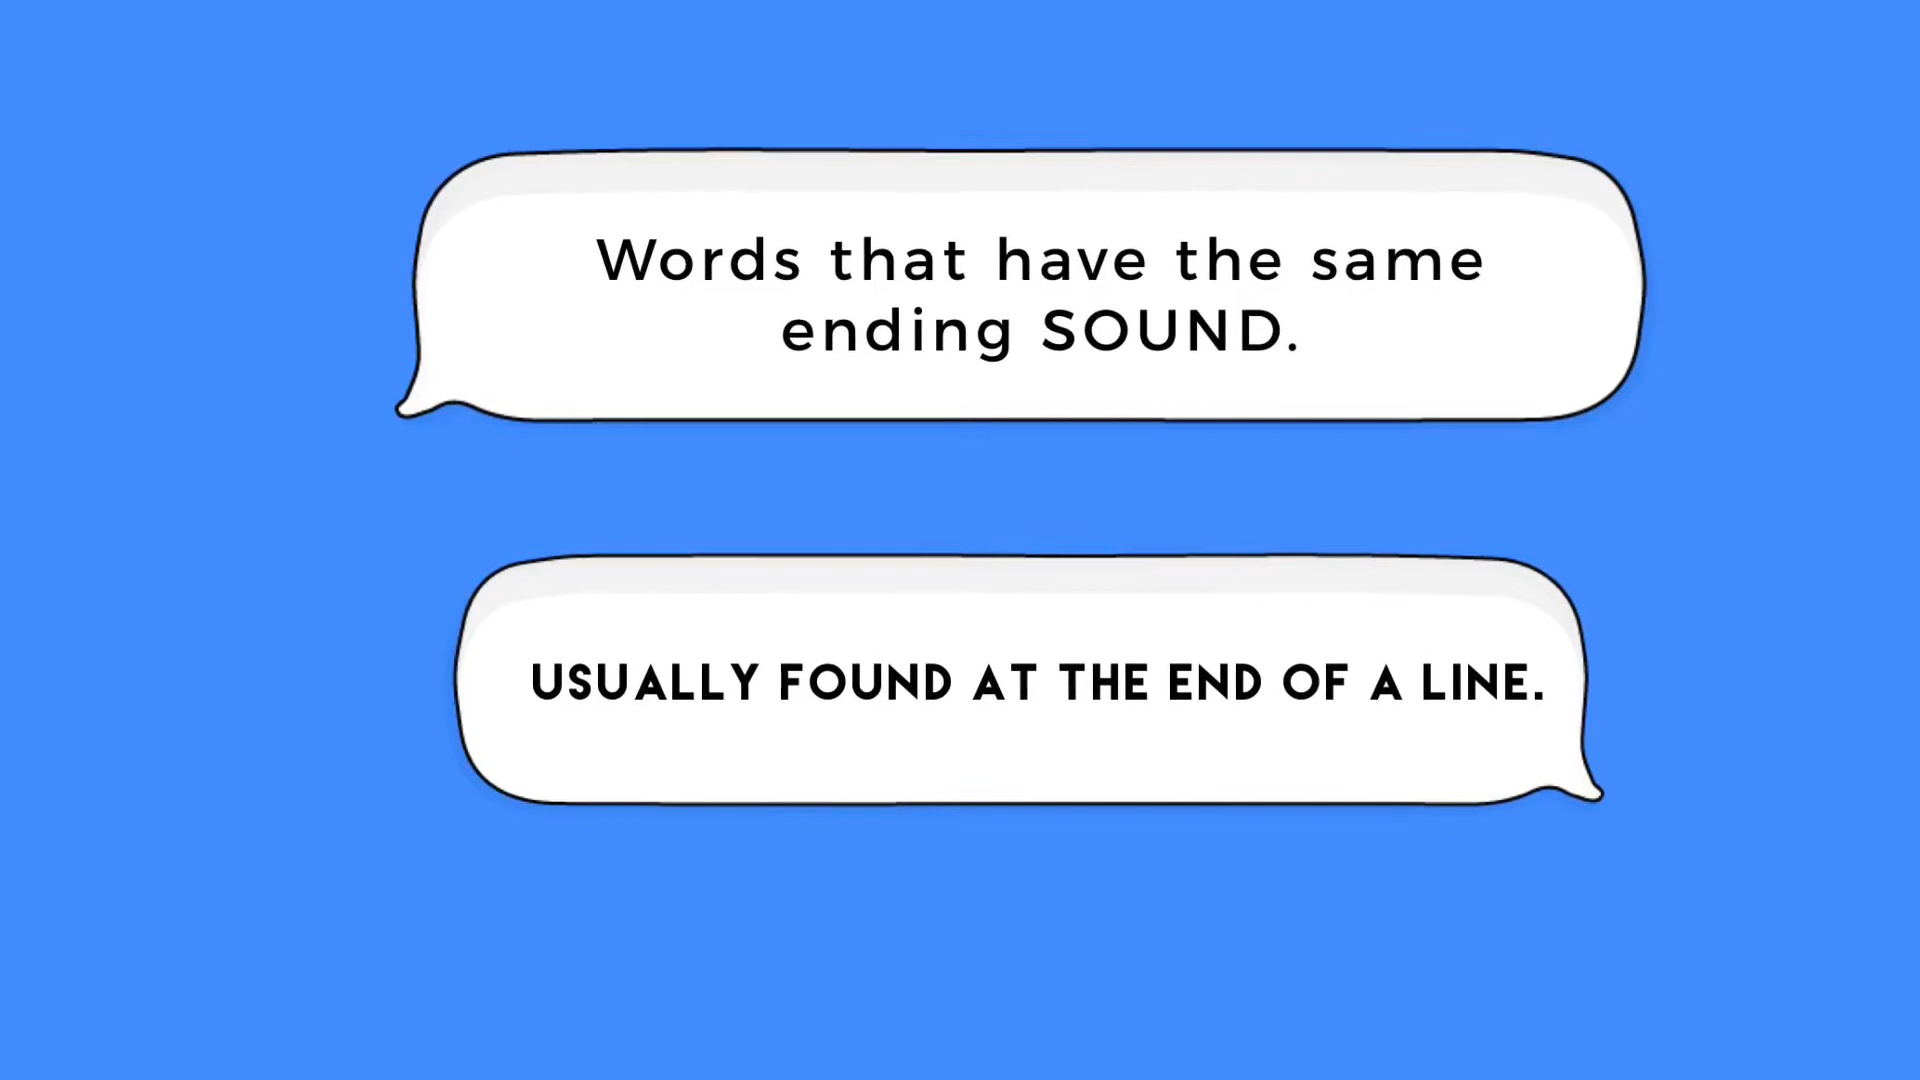 Words that have the same
ending SOUND.
USUALLY FOUND AT THE END OF A LINE.